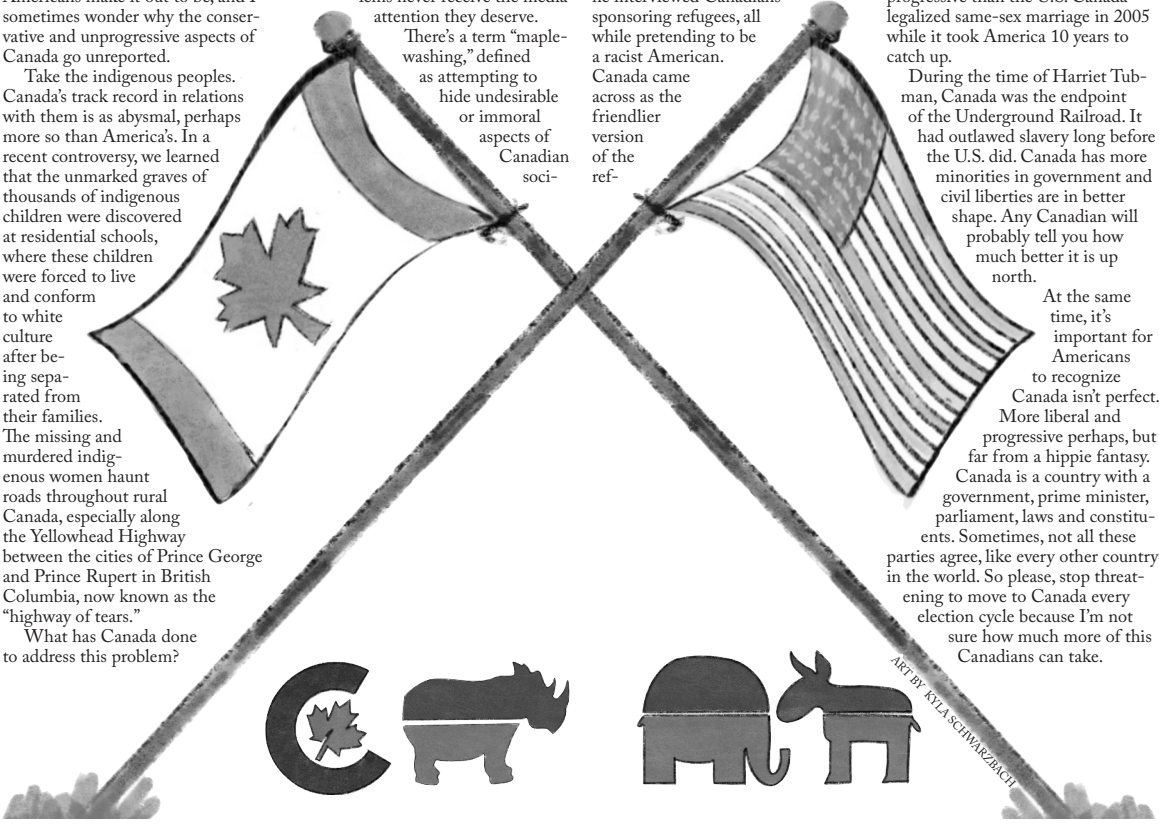 Americans make it out to be, and I
sometimes wonder why the conser-
vative and unprogressive aspects of
Canada go unreported.
Take the indigenous peoples.
Canada’s track record in relations
with them is as abysmal, perhaps
more so than America’s. In a
recent controversy, we learned
that the unmarked graves of
thousands of indigenous
children were discovered
at residential schools,
where these children
were forced to live
and conform
to white
culture
after be-
ing sepa-
rated from
their families.
The missing and
murdered indig-
enous women haunt
roads throughout rural
Canada, especially along
the Yellowhead Highway
between the cities of Prince George
and Prince Rupert in British
Columbia, now known as the
“highway of tears.”
What has Canada done
to address this problem?
never receive the media
attention they deserve.
There’s a term “maple-
washing,” defined
as attempting to
hide undesirable
or immoral
aspects of
Canadian
soci-
he interviewed Canadians
sponsoring refugees, all
while pretending to be
a racist American.
Canada came
across as the
friendlier
version
of the
ref-
progressive than the U.S. Canada
legalized same-sex marriage in 2005
while it took America 10 years to
catch up.
During the time of Harriet Tub-
man, Canada was the endpoint
of the Underground Railroad. It
had outlawed slavery long before
the U.S. did. Canada has more
minorities in government and
civil liberties are in better
shape. Any Canadian will
probably tell you how
much better it is up
north.
At the same
time, it’s
important for
Americans
to recognize
Canada isn’t perfect.
More liberal and
progressive perhaps, but
far from a hippie fantasy.
Canada is a country with a
government, prime minister,
parliament, laws and constitu-
ents. Sometimes, not all these
parties agree, like every other country
in the world. So please, stop threat-
ening to move to Canada every
election cycle because I’m not
sure how much more of this
Canadians can take.
ART BY KYLA SCHWARZBACH